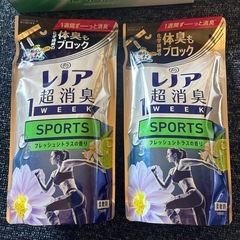 1週間ずーっと消臭
体臭も
ブロック
レノア
超消臭
1WEEK
SPORTS
フレッシュシトラスの香り
1週間ずーっと消臭
体臭も
ブロック
レノア
超消臭
1WEEK
SPORTS
フレッシュシトラスの香り